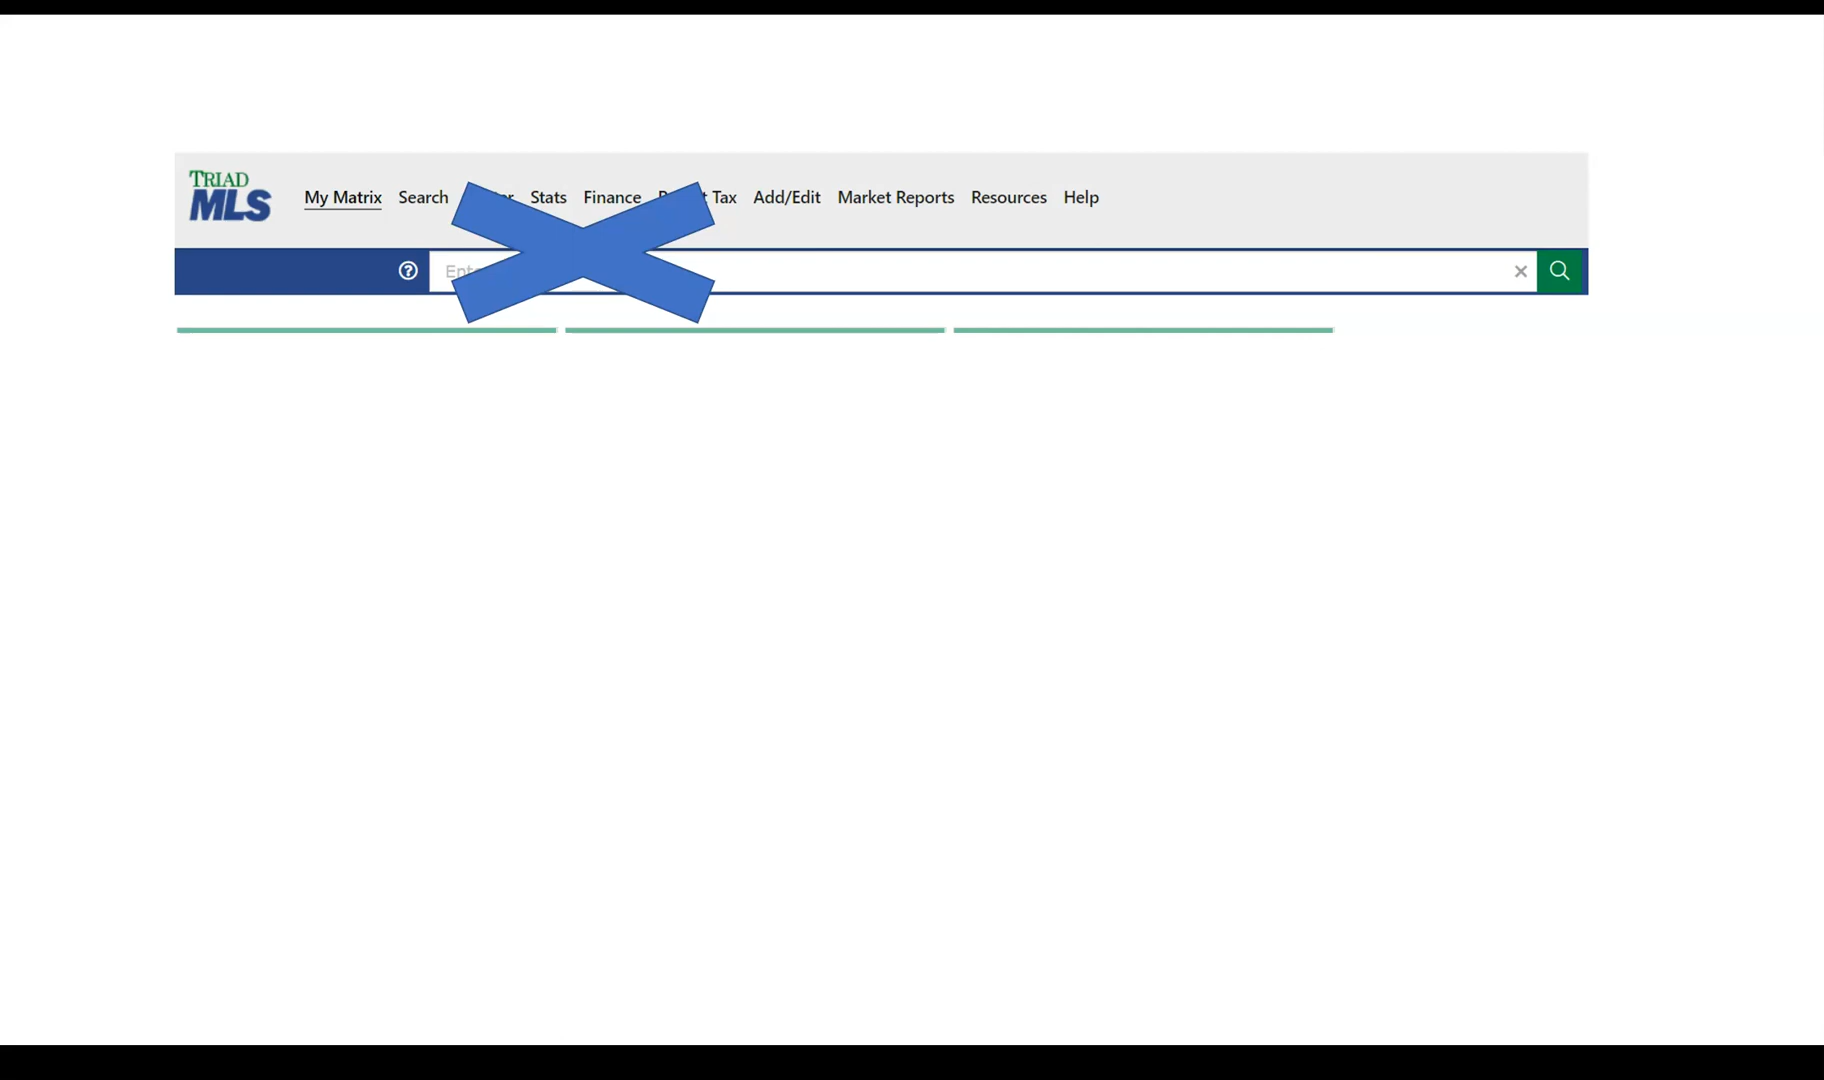 TRIAD
MLS
My Matrix Search Stats Finance Tax Add/Edit Market Reports Resources Help